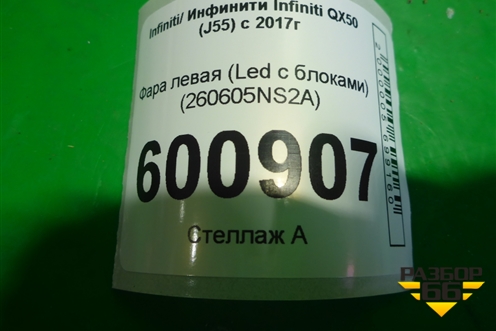 Infiniti/ Инфинити Infiniti QX50
(J55) с 2017г
Фара левая (Led с блоками)
(260605NS2A)
600907
Стеллаж А
РАЗБОР
66